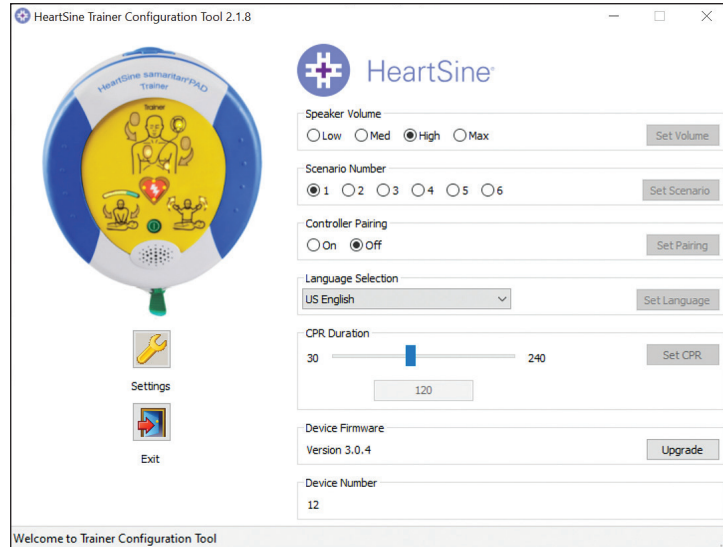 HeartSine Trainer Configuration Tool 2.1.8
HeartSine samaritan PAD
Trainer
Trainer
HeartSine
Speaker Volume
Low Med High Max
Set Volume
Scenario Number
1 2 3 4 5 6
Set Scenario
Controller Pairing
On Off
Set Pairing
Language Selection
US English
Set Language
CPR Duration
30 240
Set CPR
120
Settings
Exit
Device Firmware
Version 3.0.4
Upgrade
Device Number
12
Welcome to Trainer Configuration Tool